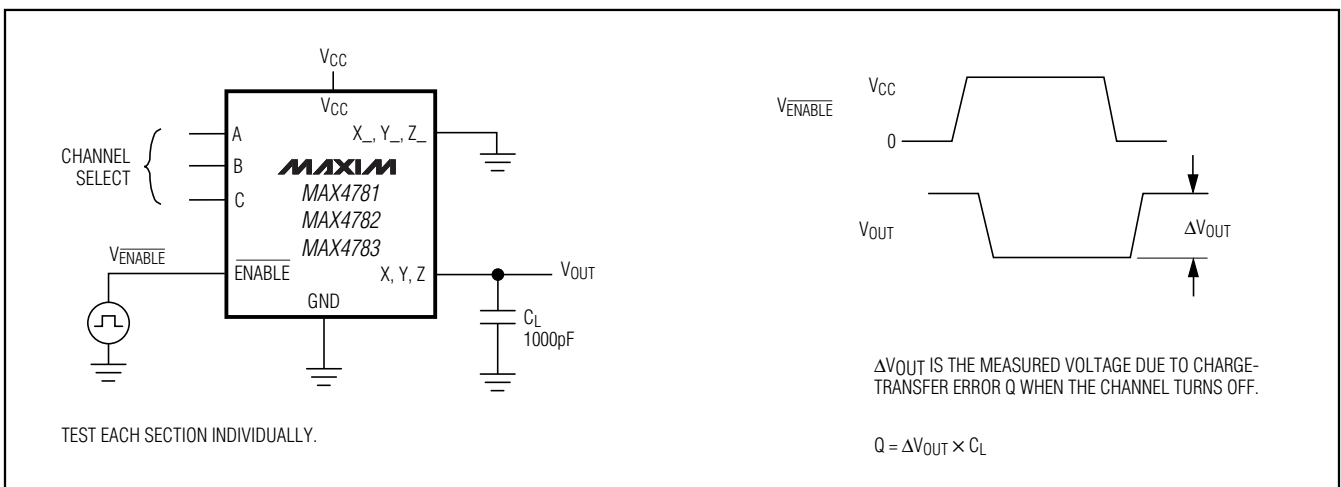 VCC
VCC
A
X_, Y_, Z_
CHANNEL
SELECT
B
MAXIM
C
MAX4781
MAX4782
MAX4783
VENABLE
ENABLE
X, Y, Z
VOUT
GND
CL
1000pF
TEST EACH SECTION INDIVIDUALLY.
VENABLE
VCC
0
VOUT
ΔVOUT
ΔVOUT IS THE MEASURED VOLTAGE DUE TO CHARGE-
TRANSFER ERROR Q WHEN THE CHANNEL TURNS OFF.
Q = ΔVOUT × CL